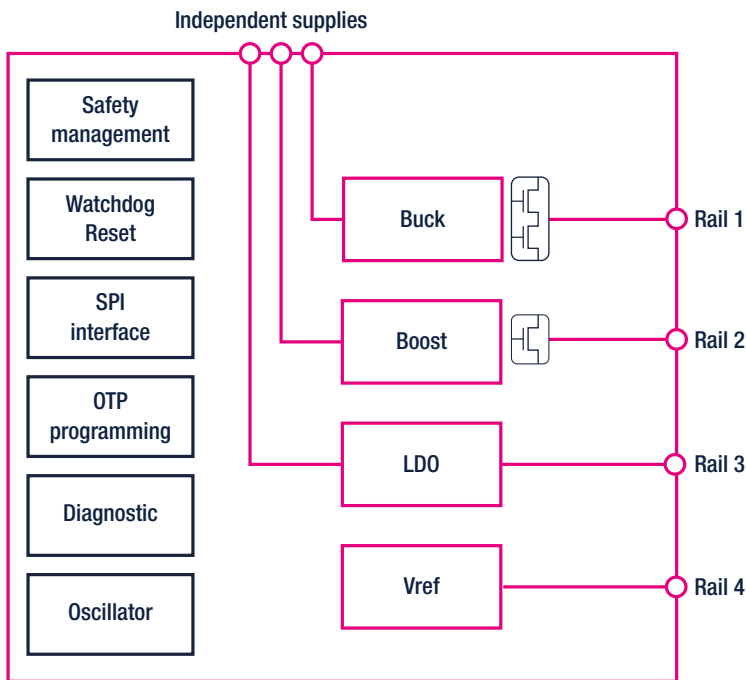 Independent supplies
Safety
management
Watchdog
Reset
SPI
interface
OTP
programming
Diagnostic
Oscillator
Buck
Rail 1
Boost
Rail 2
LDO
Rail 3
Vref
Rail 4